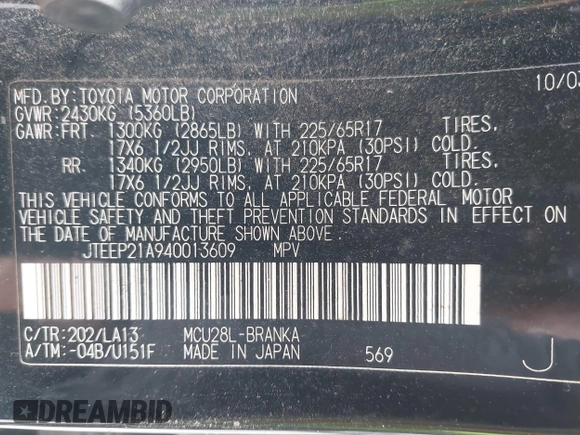 MFD.BY:TOYOTA MOTOR CORPORATION 10/03
GVWR:2430KG (5360LB)
GAWR:FRT. 1300KG (2865LB) WITH 225/65R17 TIRES,
17X6 1/2JJ RIMS, AT 210KPA (30PSI) COLD.
RR. 1340KG (2950LB) WITH 225/65R17 TIRES,
17X6 1/2JJ RIMS, AT 210KPA (30PSI) COLD.
THIS VEHICLE CONFORMS TO ALL APPLICABLE FEDERAL MOTOR
VEHICLE SAFETY AND THEFT PREVENTION STANDARDS IN EFFECT ON
THE DATE OF MANUFACTURE SHOWN ABOVE.
JTEEP21A940013609 MPV
C/TR:202/LA13 MCU28L-BRANKA
A/TM:-04B/U151F MADE IN JAPAN 569 J
DREAMBID